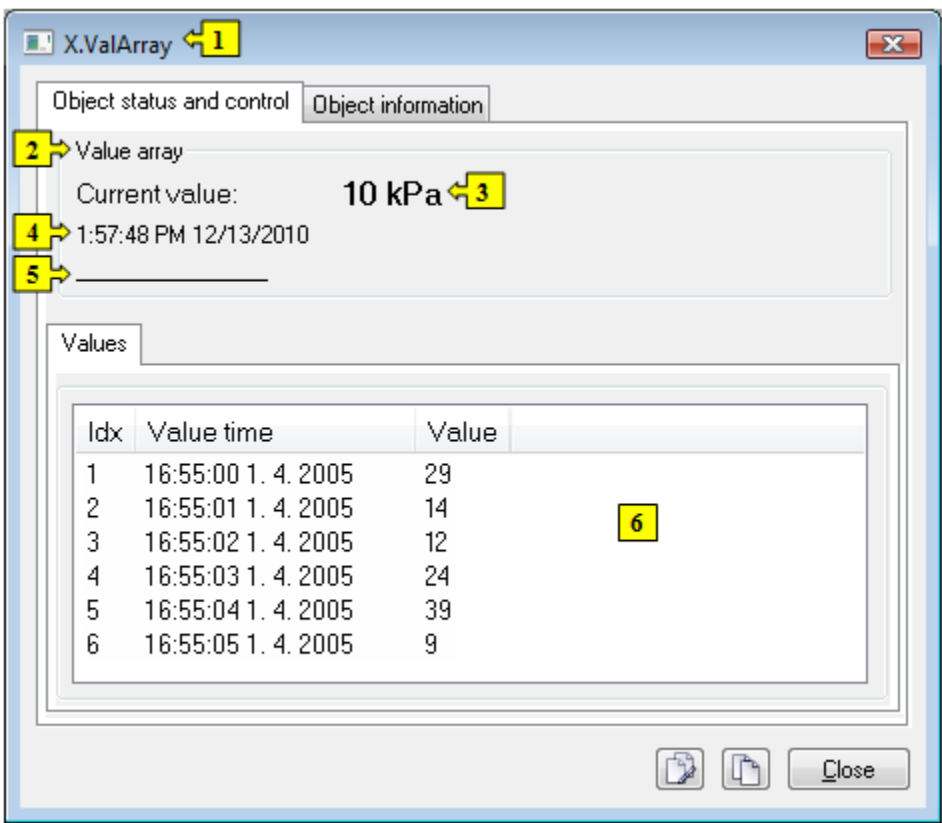 X.ValArray 1
Object status and control Object information
2 Value array
Current value: 10 kPa 3
4 1:57:48 PM 12/13/2010
5
Values
Idx Value time Value
1 16:55:00 1. 4. 2005 29
2 16:55:01 1. 4. 2005 14
6
3 16:55:02 1. 4. 2005 12
4 16:55:03 1. 4. 2005 24
5 16:55:04 1. 4. 2005 39
6 16:55:05 1. 4. 2005 9
Close